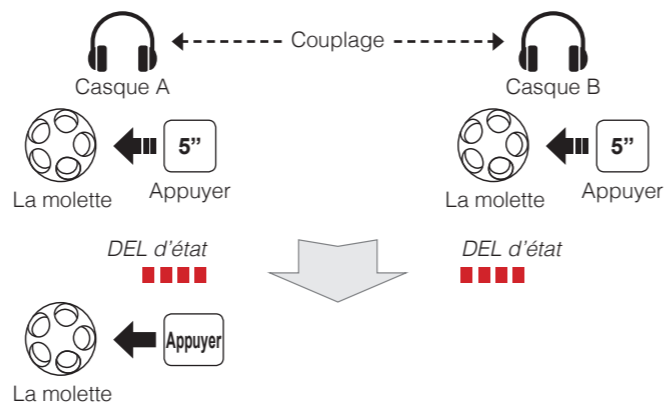 Couplage
Casque A
Casque B
5”
5”
La molette
Appuyer
La molette
Appuyer
DEL d’état
DEL d’état
Appuyer
La molette